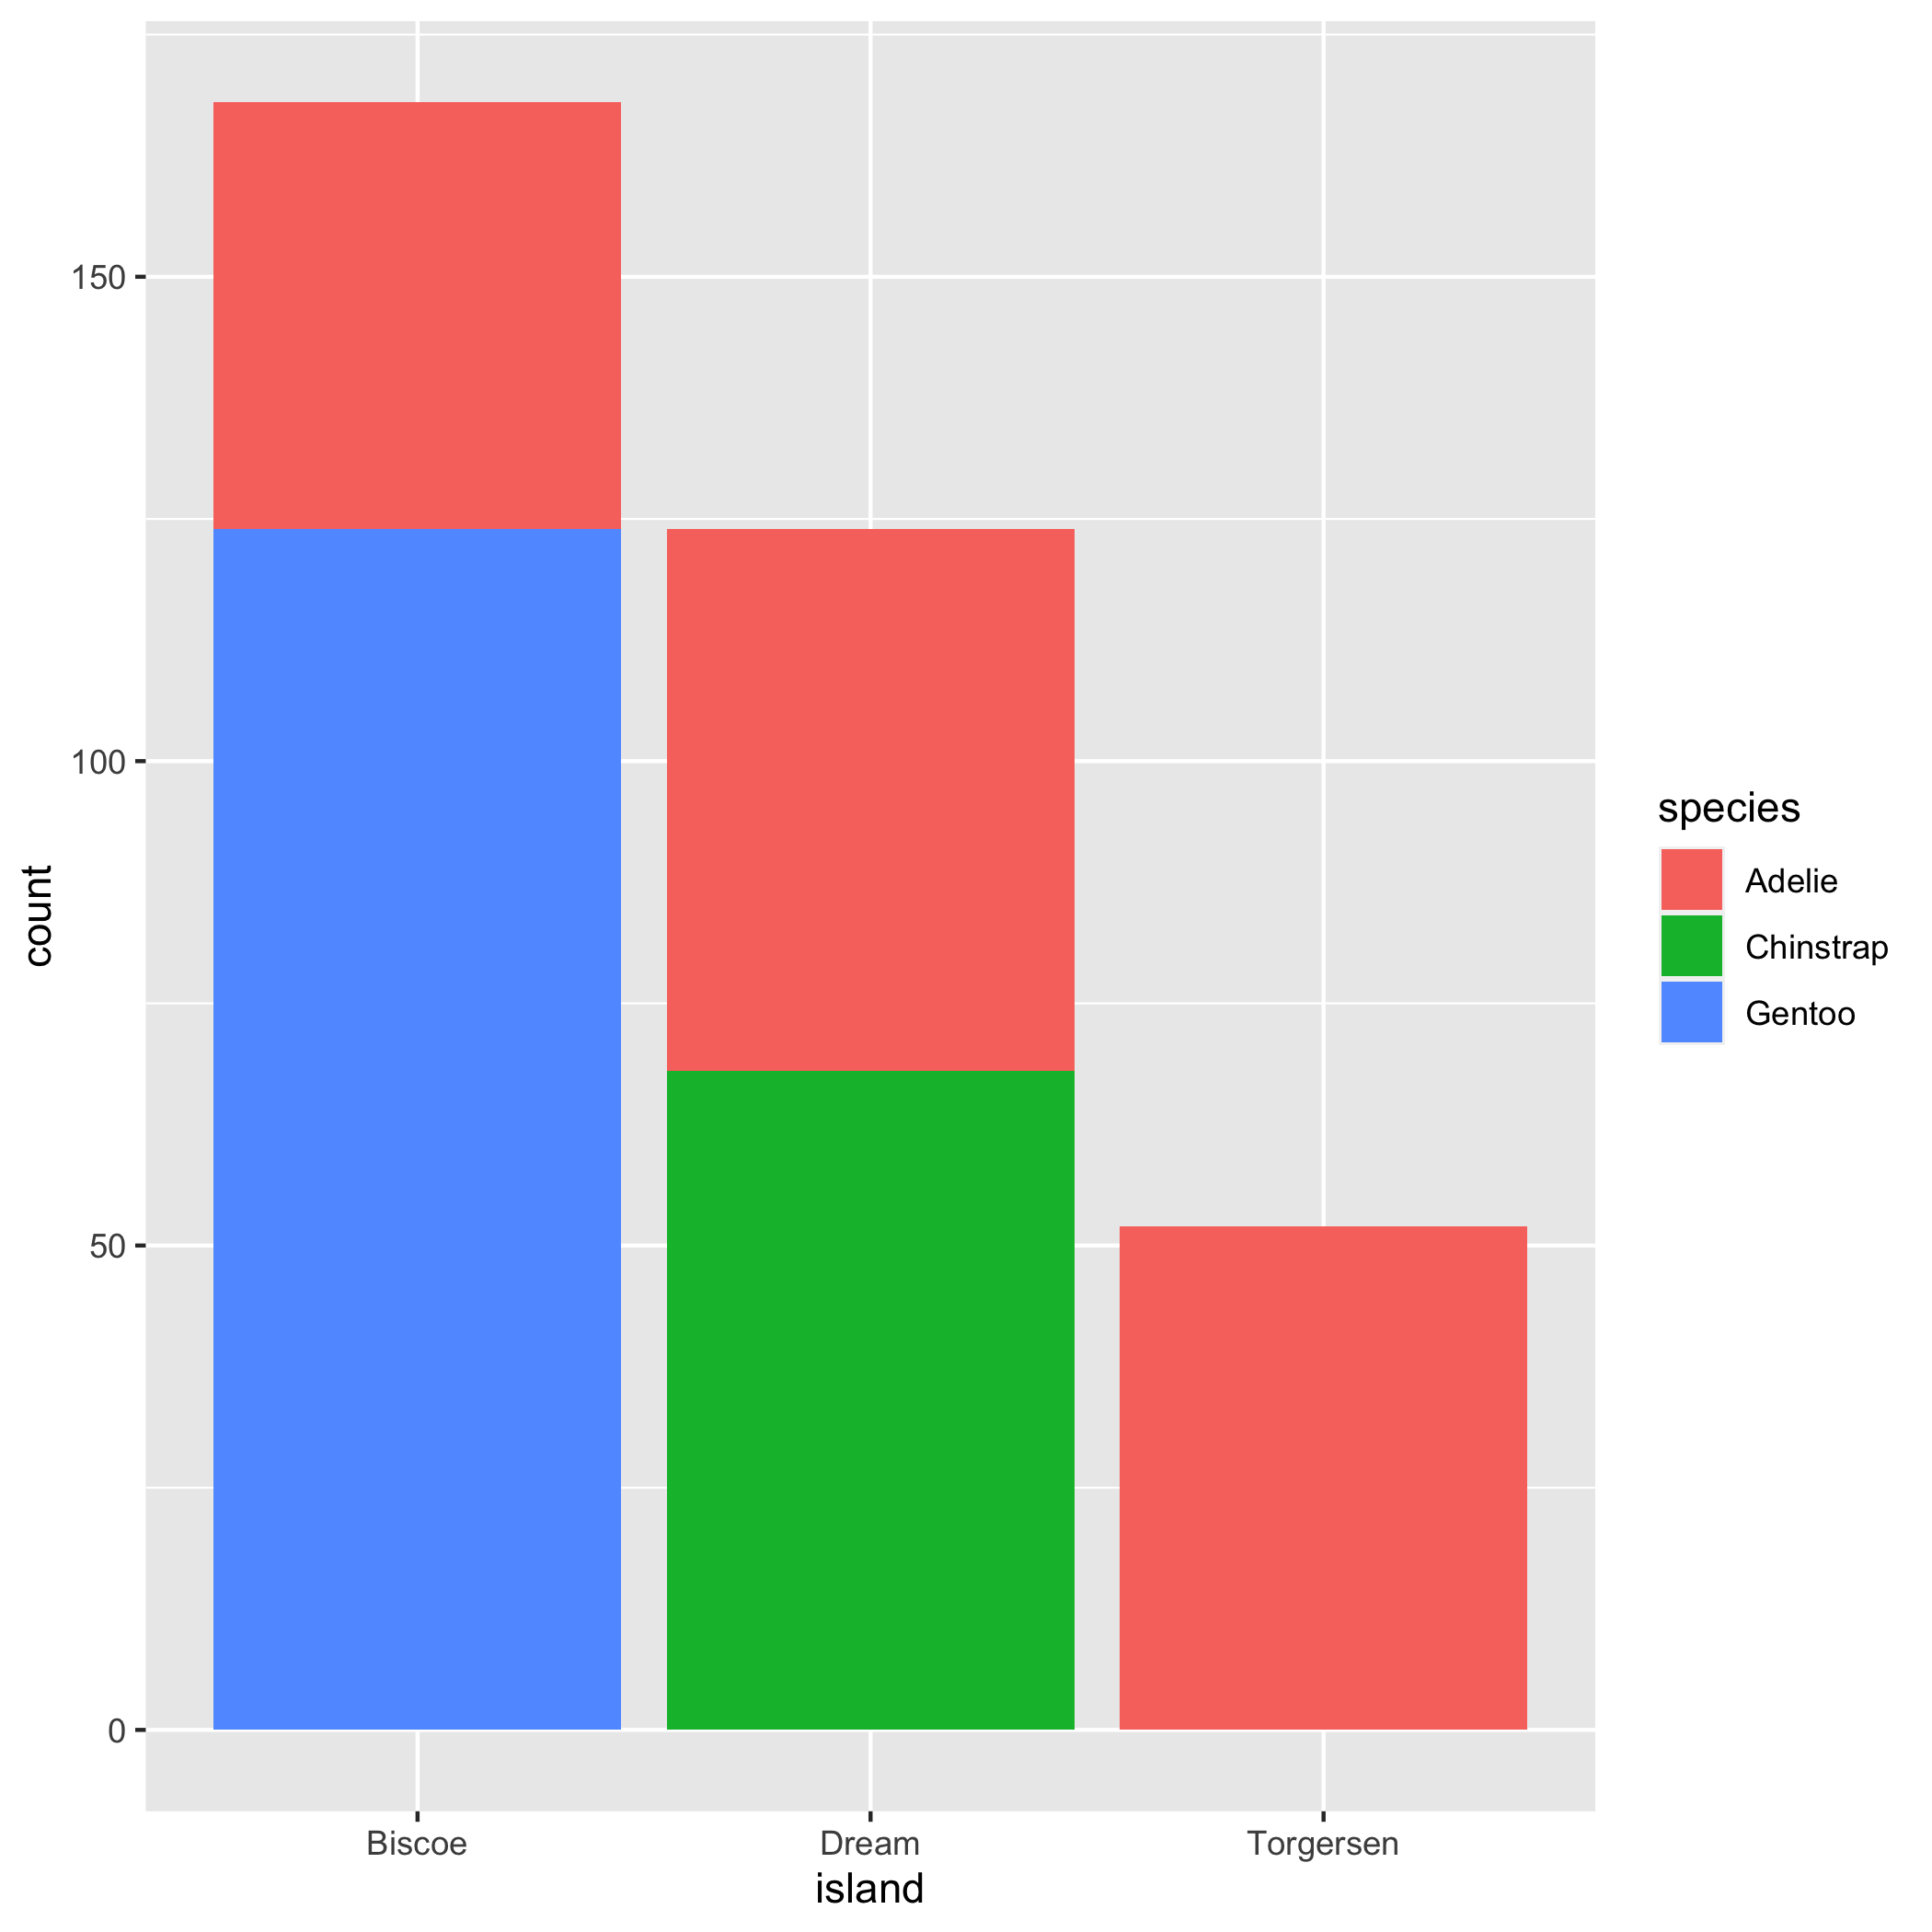 150
100
50
0
count
Biscoe Dream Torgersen
island
species
Adelie
Chinstrap
Gentoo